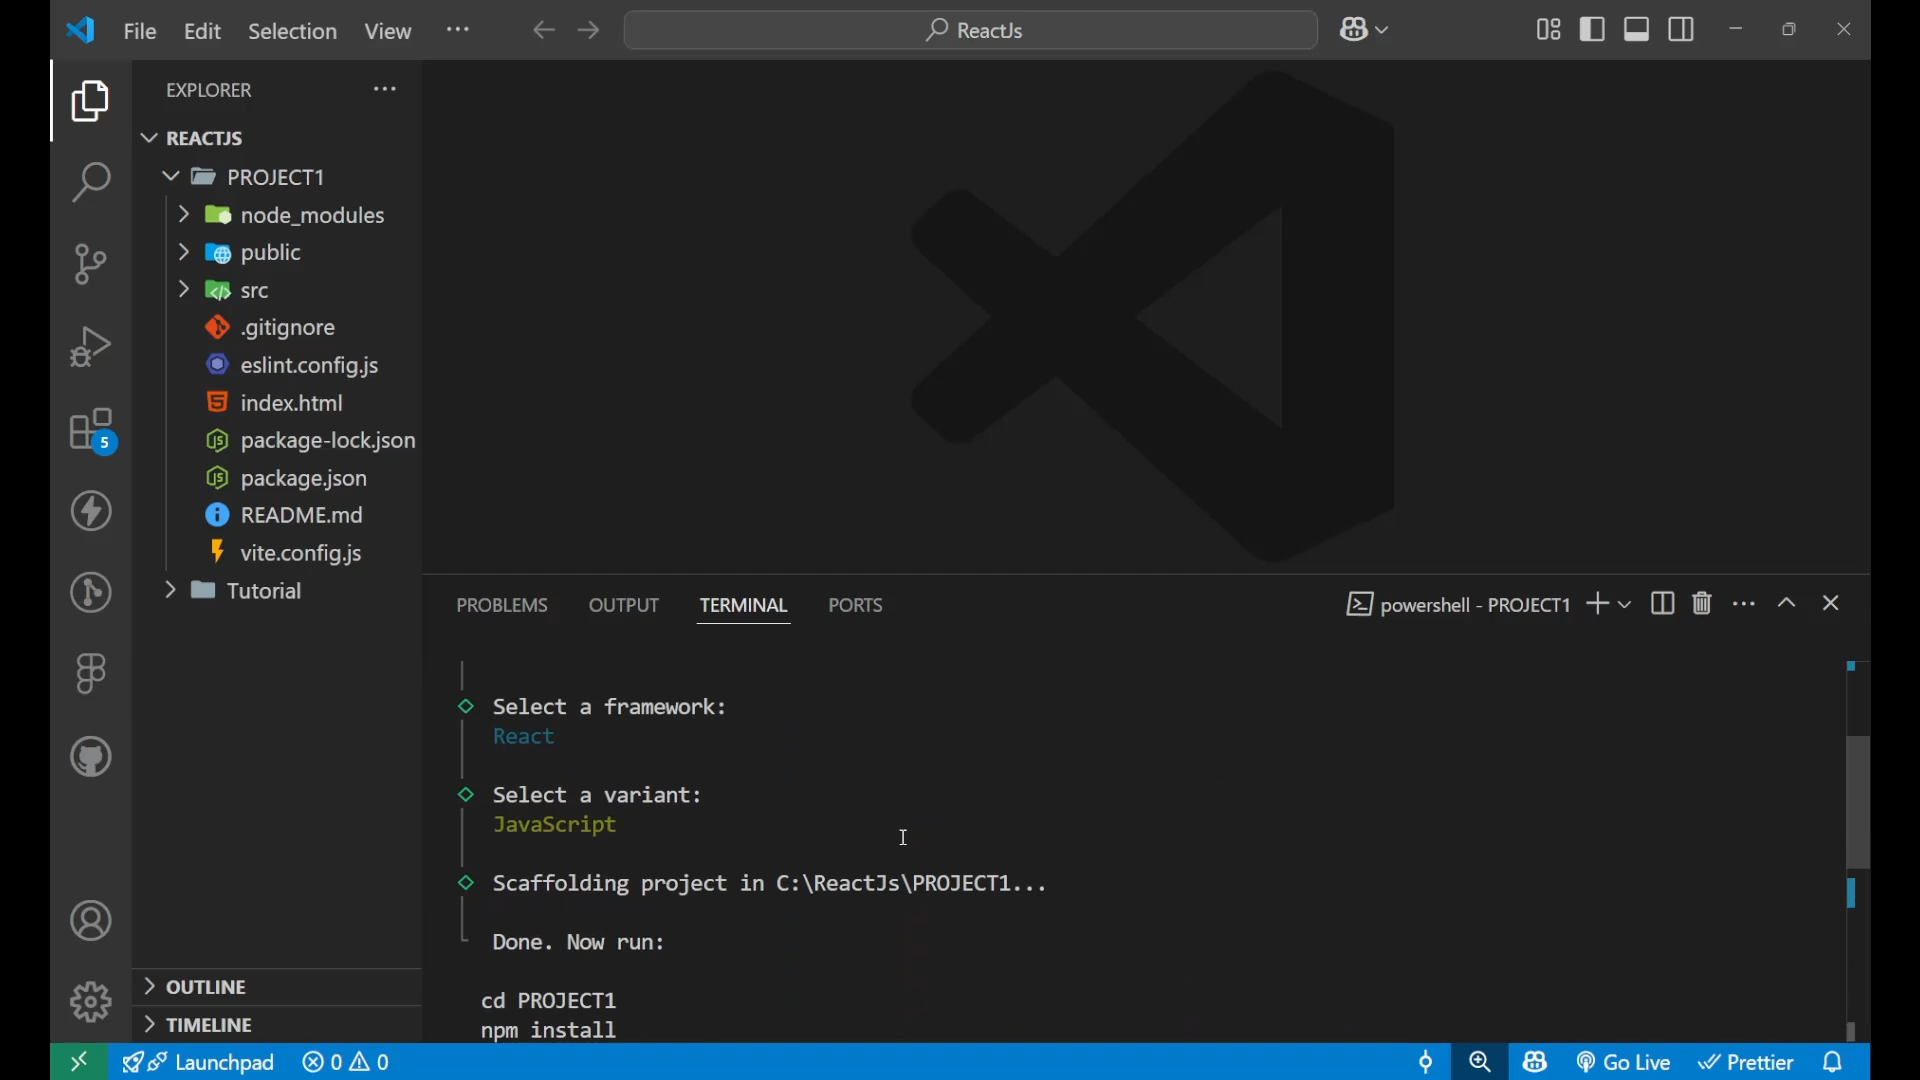 File Edit Selection View ··· ReactJs
EXPLORER ···
REACTJS
PROJECT1
node_modules
public
src
.gitignore
eslint.config.js
index.html
package-lock.json
package.json
README.md
vite.config.js
Tutorial
OUTLINE
TIMELINE
5
PROBLEMS OUTPUT TERMINAL PORTS powershell - PROJECT1 ···
Select a framework:
React
Select a variant:
JavaScript
Scaffolding project in C:\ReactJs\PROJECT1...
Done. Now run:
cd PROJECT1
npm install
Launchpad 0 0 Go Live Prettier